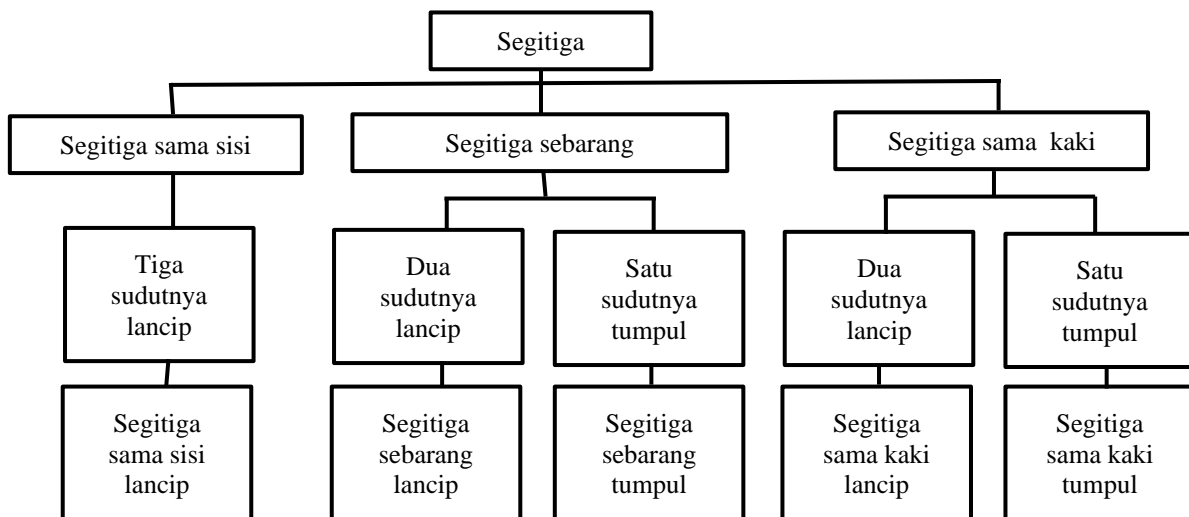 Segitiga
Segitiga sama sisi
Segitiga sebarang
Segitiga sama kaki
Tiga
sudutnya
lancip
Dua
sudutnya
lancip
Satu
sudutnya
tumpul
Dua
sudutnya
lancip
Satu
sudutnya
tumpul
Segitiga
sama sisi
lancip
Segitiga
sebarang
lancip
Segitiga
sebarang
tumpul
Segitiga
sama kaki
lancip
Segitiga
sama kaki
tumpul